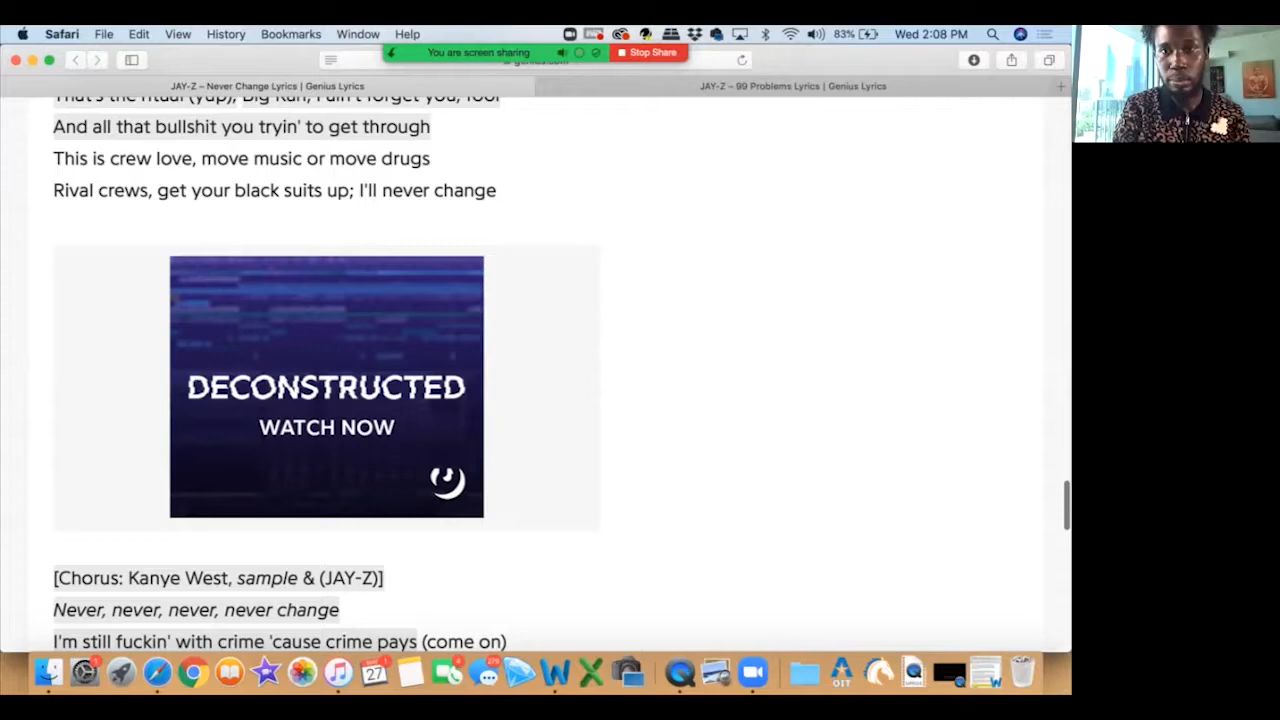 Safari File Edit View History Bookmarks Window Help 83% Wed 2:08 PM
You are screen sharing Stop Share
JAY-Z – Never Change Lyrics | Genius Lyrics JAY-Z – 99 Problems Lyrics | Genius Lyrics
And all that bullshit you tryin' to get through
This is crew love, move music or move drugs
Rival crews, get your black suits up; I'll never change
DECONSTRUCTED
WATCH NOW
[Chorus: Kanye West, sample & (JAY-Z)]
Never, never, never, never change
I'm still fuckin' with crime 'cause crime pays (come on)
27
OIT